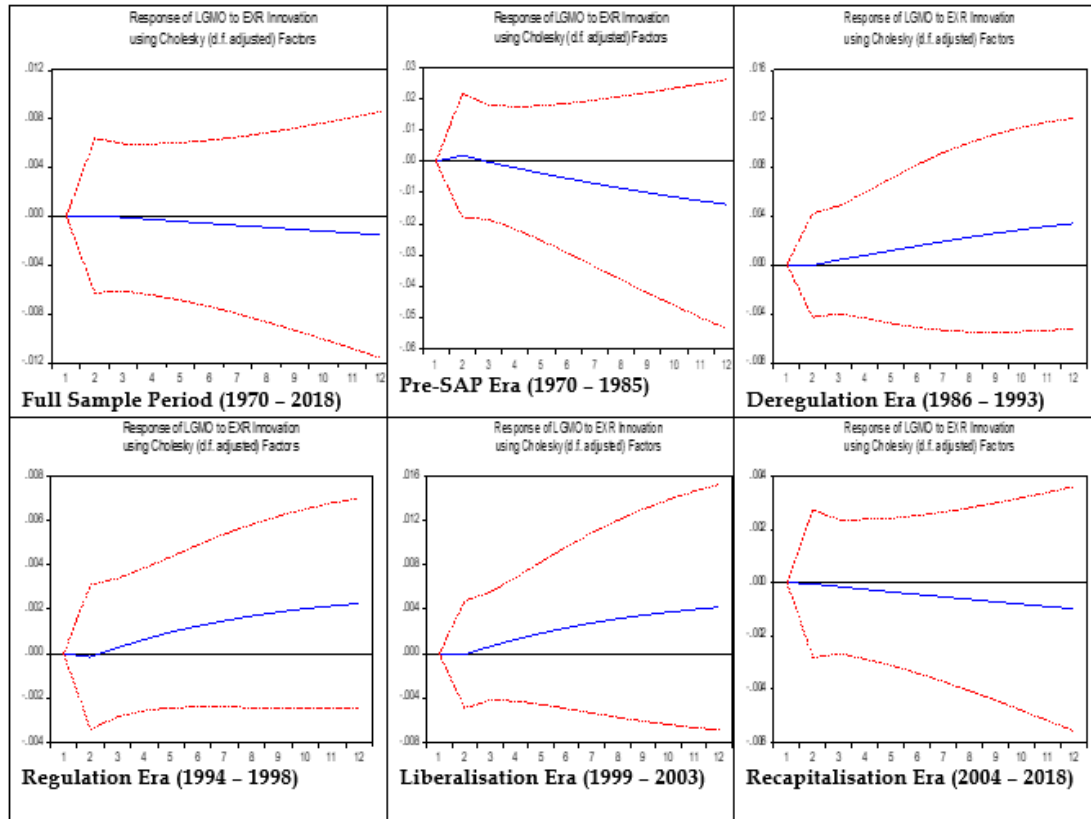 Response of LGMO to EXR Innovation
using Cholesky (d.f. adjusted) Factors
.012
.008
.004
.000
-.004
-.008
-.012
1 2 3 4 5 6 7 8 9 10 11 12
Full Sample Period (1970 – 2018)
Response of LGMO to EXR Innovation
using Cholesky (d.f. adjusted) Factors
.03
.02
.01
.00
-.01
-.02
-.03
-.04
-.05
-.06
1 2 3 4 5 6 7 8 9 10 11 12
Pre-SAP Era (1970 – 1985)
Response of LGMO to EXR Innovation
using Cholesky (d.f. adjusted) Factors
.016
.012
.008
.004
.000
-.004
-.008
1 2 3 4 5 6 7 8 9 10 11 12
Deregulation Era (1986 – 1993)
Response of LGMO to EXR Innovation
using Cholesky (d.f. adjusted) Factors
.008
.006
.004
.002
.000
-.002
-.004
1 2 3 4 5 6 7 8 9 10 11 12
Regulation Era (1994 – 1998)
Response of LGMO to EXR Innovation
using Cholesky (d.f. adjusted) Factors
.016
.012
.008
.004
.000
-.004
-.008
1 2 3 4 5 6 7 8 9 10 11 12
Liberalisation Era (1999 – 2003)
Response of LGMO to EXR Innovation
using Cholesky (d.f. adjusted) Factors
.004
.002
.000
-.002
-.004
-.006
1 2 3 4 5 6 7 8 9 10 11 12
Recapitalisation Era (2004 – 2018)